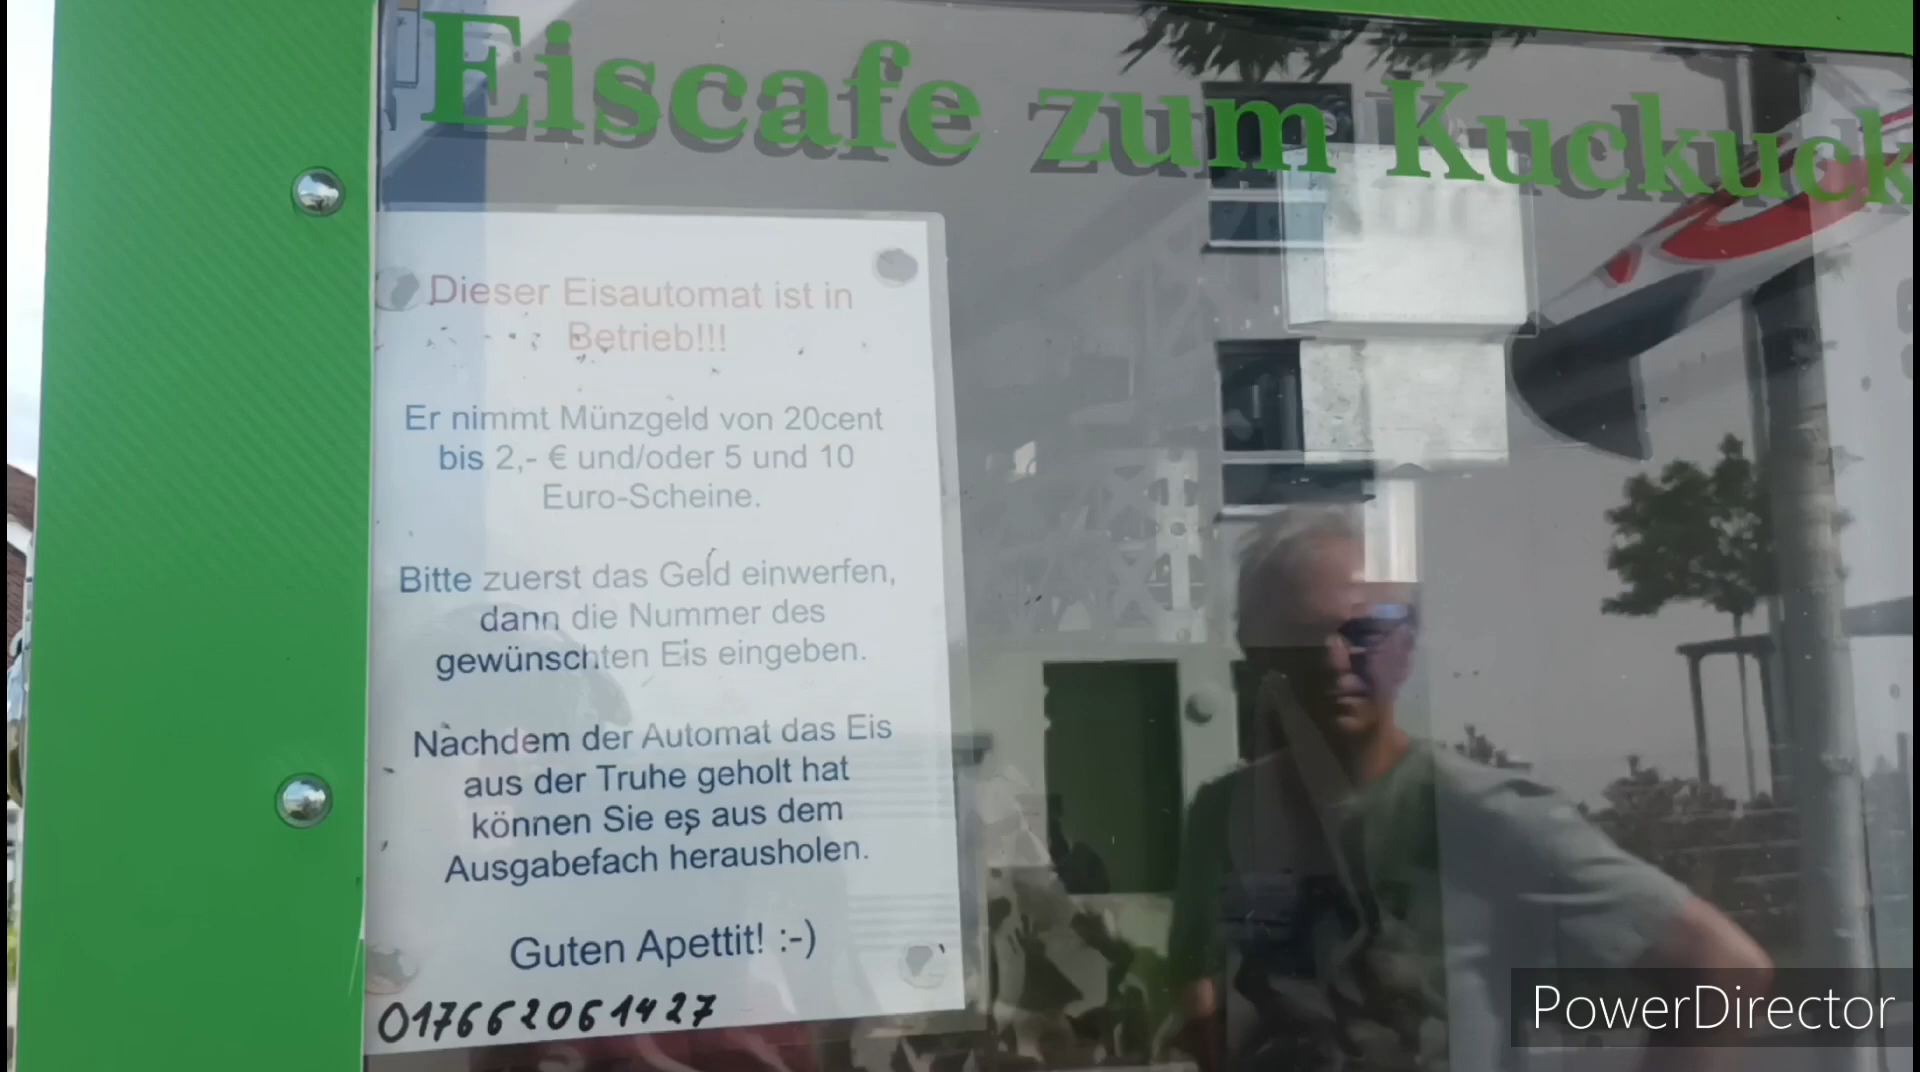 Eiscafe zum Kuckuck
Dieser Eisautomat ist in
Betrieb!!!
Er nimmt Münzgeld von 20cent
bis 2,- € und/oder 5 und 10
Euro-Scheine.
Bitte zuerst das Geld einwerfen,
dann die Nummer des
gewünschten Eis eingeben.
Nachdem der Automat das Eis
aus der Truhe geholt hat
können Sie es aus dem
Ausgabefach herausholen.
Guten Apettit! :-)
017662061427
PowerDirector